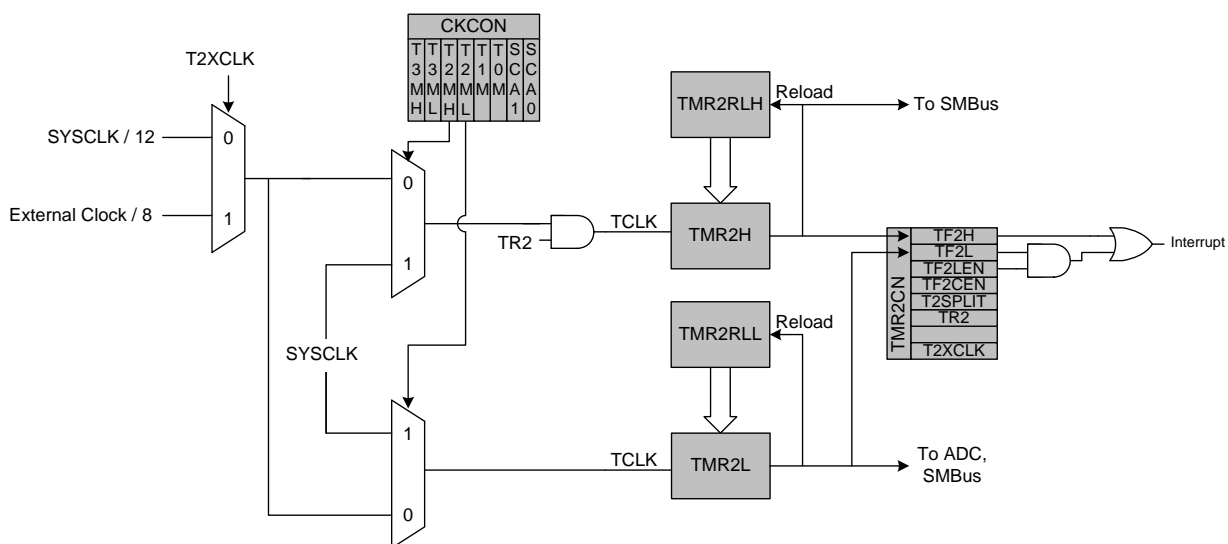 CKCON
T3MH
T3ML
T2MH
T2ML
T1M
T0M
SCA1
SCA0
T2XCLK
SYSCLK / 12
0
External Clock / 8
1
0
1
TR2
TCLK
TMR2RLH
Reload
To SMBus
TMR2H
TMR2CN
TF2H
TF2L
TF2LEN
TF2CEN
T2SPLIT
TR2
T2XCLK
Interrupt
SYSCLK
1
0
TCLK
TMR2RLL
Reload
TMR2L
To ADC,
SMBus